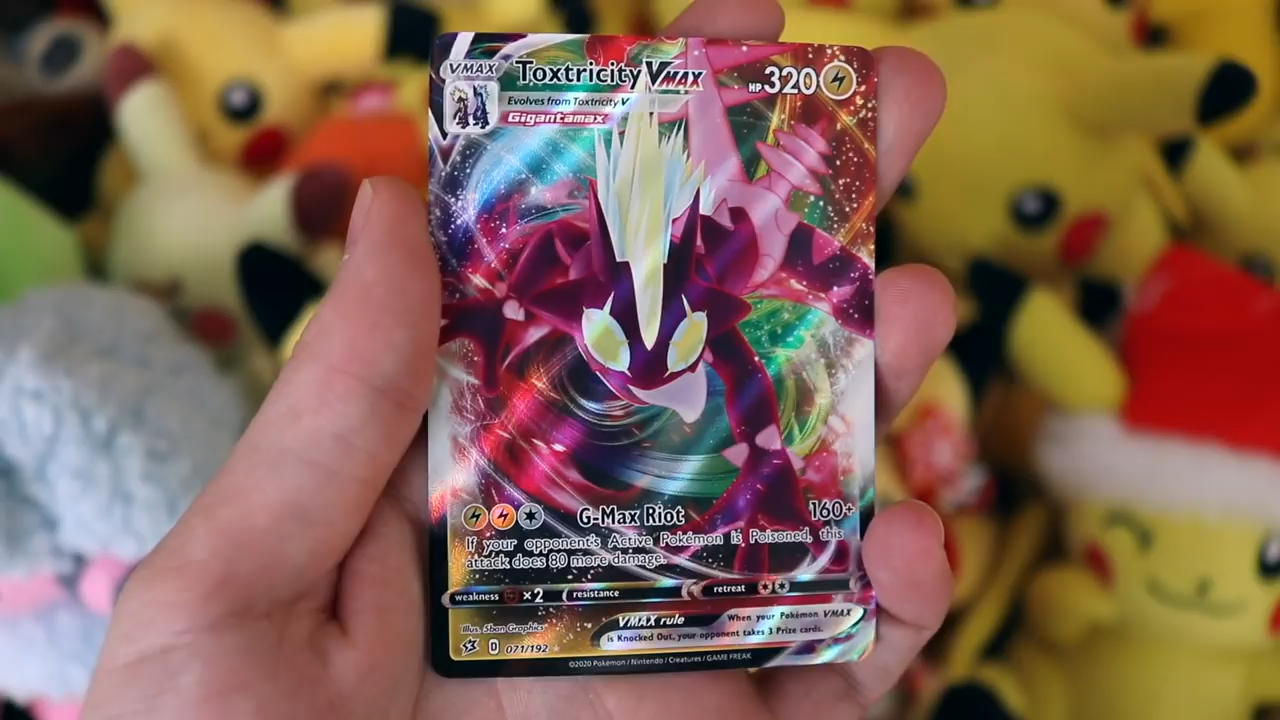 VMAX Toxtricity VMAX HP 320
Evolves from Toxtricity V
Gigantamax
G-Max Riot 160+
If your opponent's Active Pokémon is Poisoned, this
attack does 80 more damage.
weakness ×2 resistance retreat
VMAX rule When your Pokémon VMAX
is Knocked Out, your opponent takes 3 Prize cards.
Illus. 5ban Graphics
D 071/192
©2020 Pokémon / Nintendo / Creatures / GAME FREAK